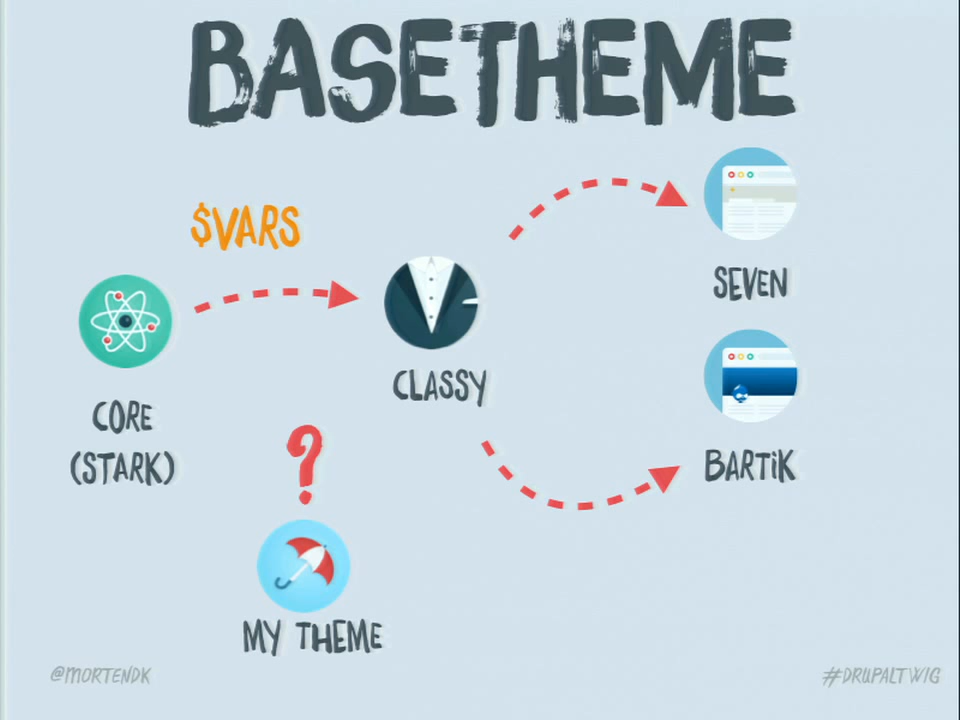 BASETHEME
$VARS
SEVEN
CLASSY
CORE
(STARK)
?
BARTiK
MY THEME
@MORTENDK
#DRUPALTWIG